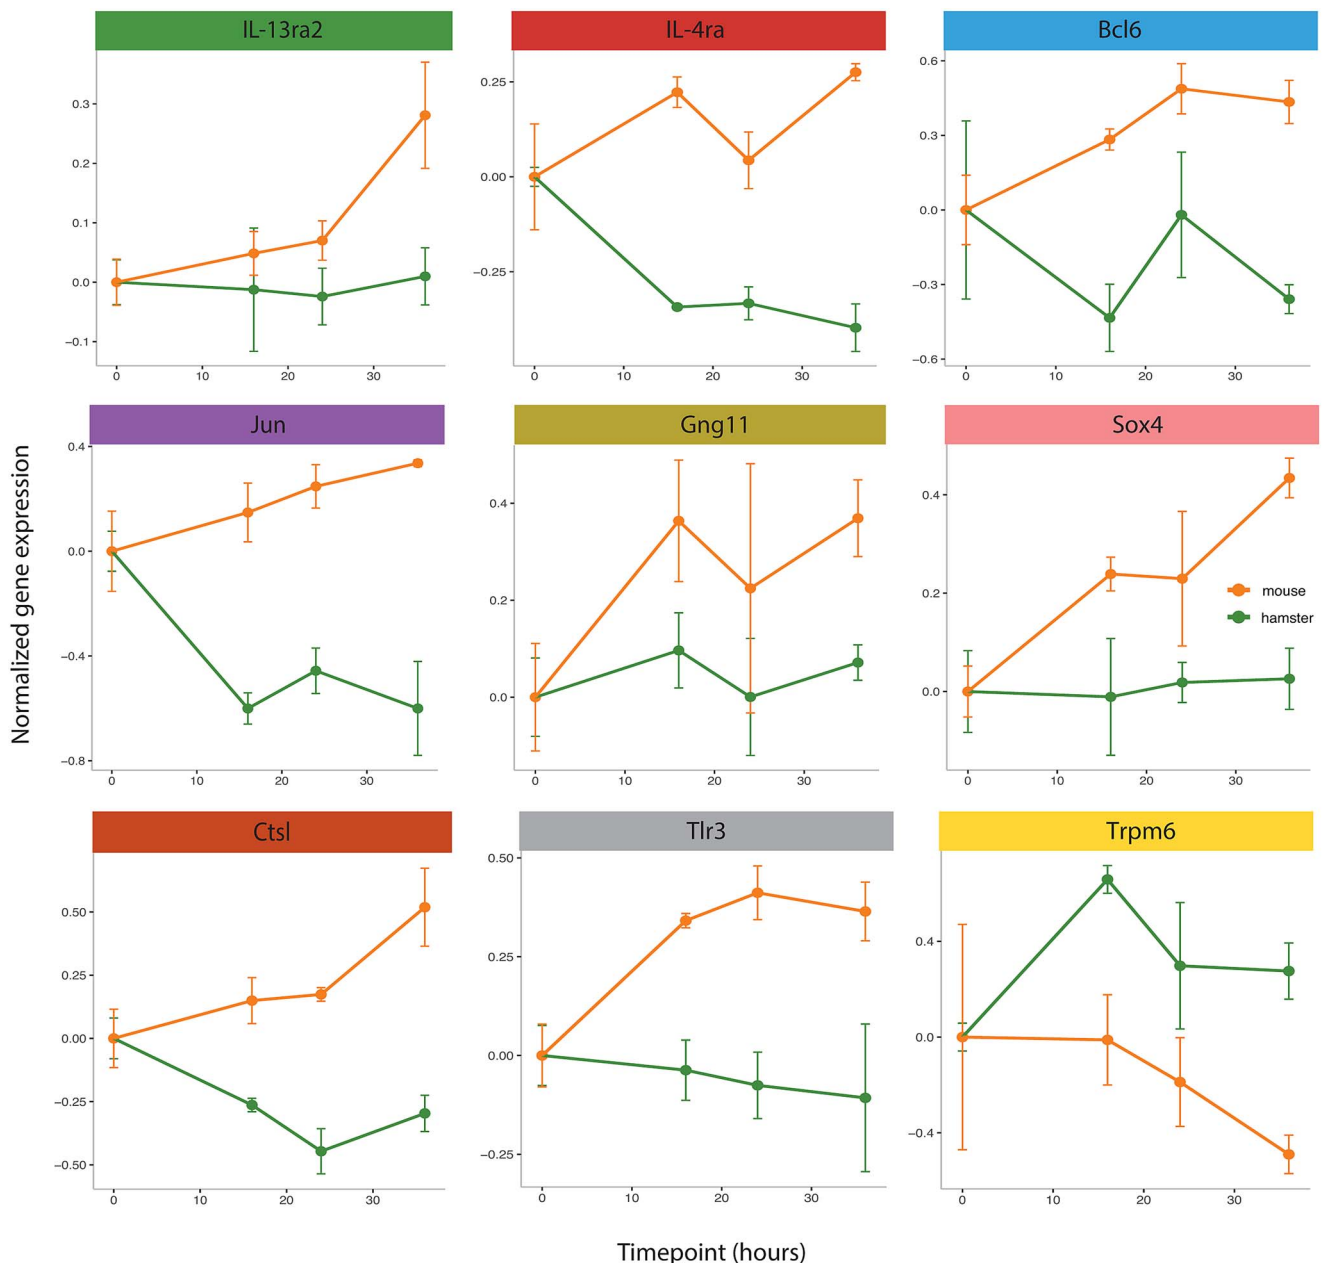 IL-13ra2
IL-4ra
Bcl6
0.3
0.2
0.1
0.0
−0.1
0 10 20 30
0.25
0.00
−0.25
0 10 20 30
0.6
0.3
0.0
−0.3
−0.6
0 10 20 30
Normalized gene expression
Jun
Gng11
Sox4
0.4
0.0
−0.4
−0.8
0 10 20 30
0.4
0.2
0.0
0 10 20 30
0.4
0.2
0.0
0 10 20 30
mouse
hamster
Ctsl
Tlr3
Trpm6
0.50
0.25
0.00
−0.25
−0.50
0 10 20 30
0.50
0.25
0.00
−0.25
0 10 20 30
0.4
0.0
−0.4
0 10 20 30
Timepoint (hours)